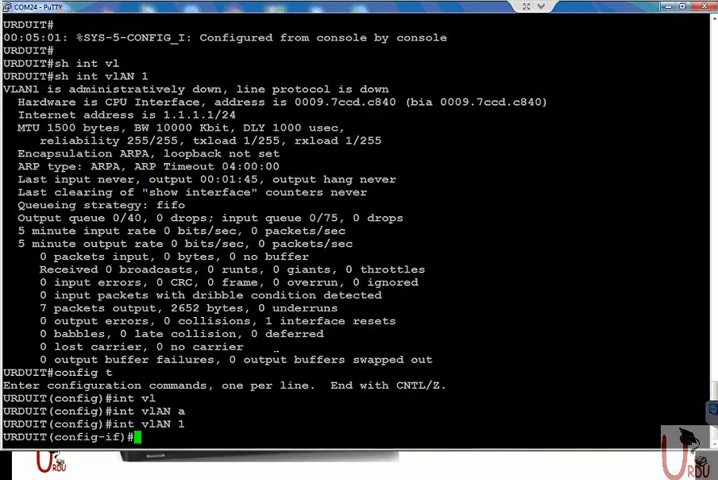 COM24 - PuTTY
URDUIT#
00:05:01: %SYS-5-CONFIG_I: Configured from console by console
URDUIT#
URDUIT#sh int vl
URDUIT#sh int vlAN 1
VLAN1 is administratively down, line protocol is down
Hardware is CPU Interface, address is 0009.7ccd.c840 (bia 0009.7ccd.c840)
Internet address is 1.1.1.1/24
MTU 1500 bytes, BW 10000 Kbit, DLY 1000 usec,
reliability 255/255, txload 1/255, rxload 1/255
Encapsulation ARPA, loopback not set
ARP type: ARPA, ARP Timeout 04:00:00
Last input never, output 00:01:45, output hang never
Last clearing of "show interface" counters never
Queueing strategy: fifo
Output queue 0/40, 0 drops; input queue 0/75, 0 drops
5 minute input rate 0 bits/sec, 0 packets/sec
5 minute output rate 0 bits/sec, 0 packets/sec
0 packets input, 0 bytes, 0 no buffer
Received 0 broadcasts, 0 runts, 0 giants, 0 throttles
0 input errors, 0 CRC, 0 frame, 0 overrun, 0 ignored
0 input packets with dribble condition detected
7 packets output, 2652 bytes, 0 underruns
0 output errors, 0 collisions, 1 interface resets
0 babbles, 0 late collision, 0 deferred
0 lost carrier, 0 no carrier
0 output buffer failures, 0 output buffers swapped out
URDUIT#config t
Enter configuration commands, one per line.  End with CNTL/Z.
URDUIT(config)#int vl
URDUIT(config)#int vlAN a
URDUIT(config)#int vlAN 1
URDUIT(config-if)#
URDU
URDU